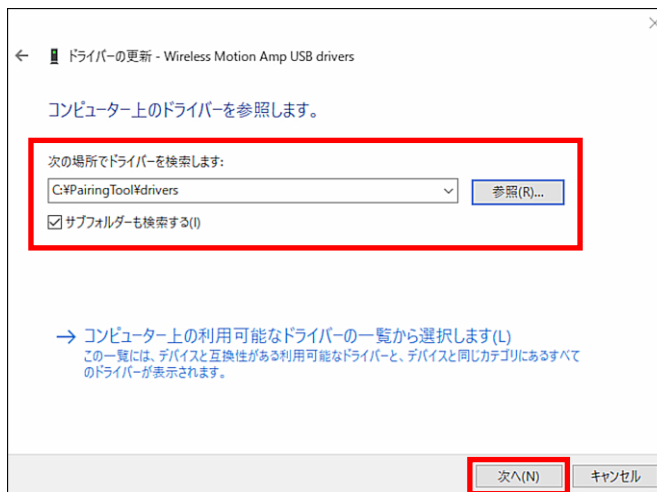 ドライバーの更新 - Wireless Motion Amp USB drivers
コンピューター上のドライバーを参照します。
次の場所でドライバーを検索します:
C:¥PairingTool¥drivers
参照(R)...
サブフォルダーも検索する(I)
コンピューター上の利用可能なドライバーの一覧から選択します(L)
この一覧には、デバイスと互換性がある利用可能なドライバーと、デバイスと同じカテゴリにあるすべて
のドライバーが表示されます。
次へ(N)
キャンセル